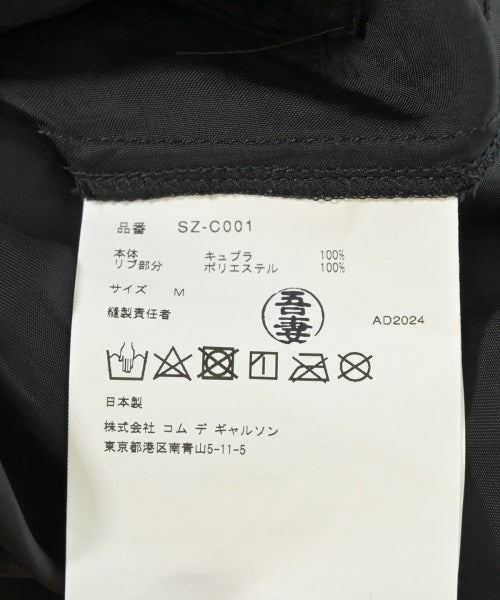 品番 SZ-C001
本体 キュプラ 100%
リブ部分 ポリエステル 100%
サイズ M
縫製責任者 吾妻 AD2024
日本製
株式会社 コム デ ギャルソン
東京都港区南青山5-11-5